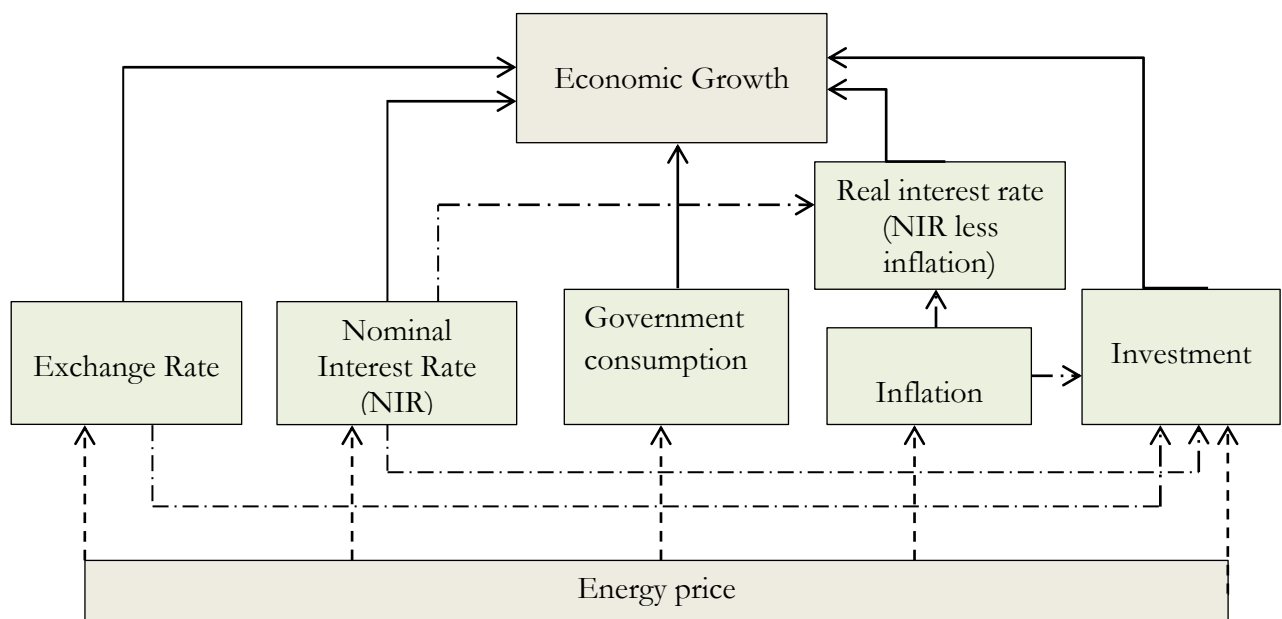 Economic Growth
Real interest rate
(NIR less
inflation)
Exchange Rate
Nominal
Interest Rate
(NIR)
Government
consumption
Inflation
Investment
Energy price